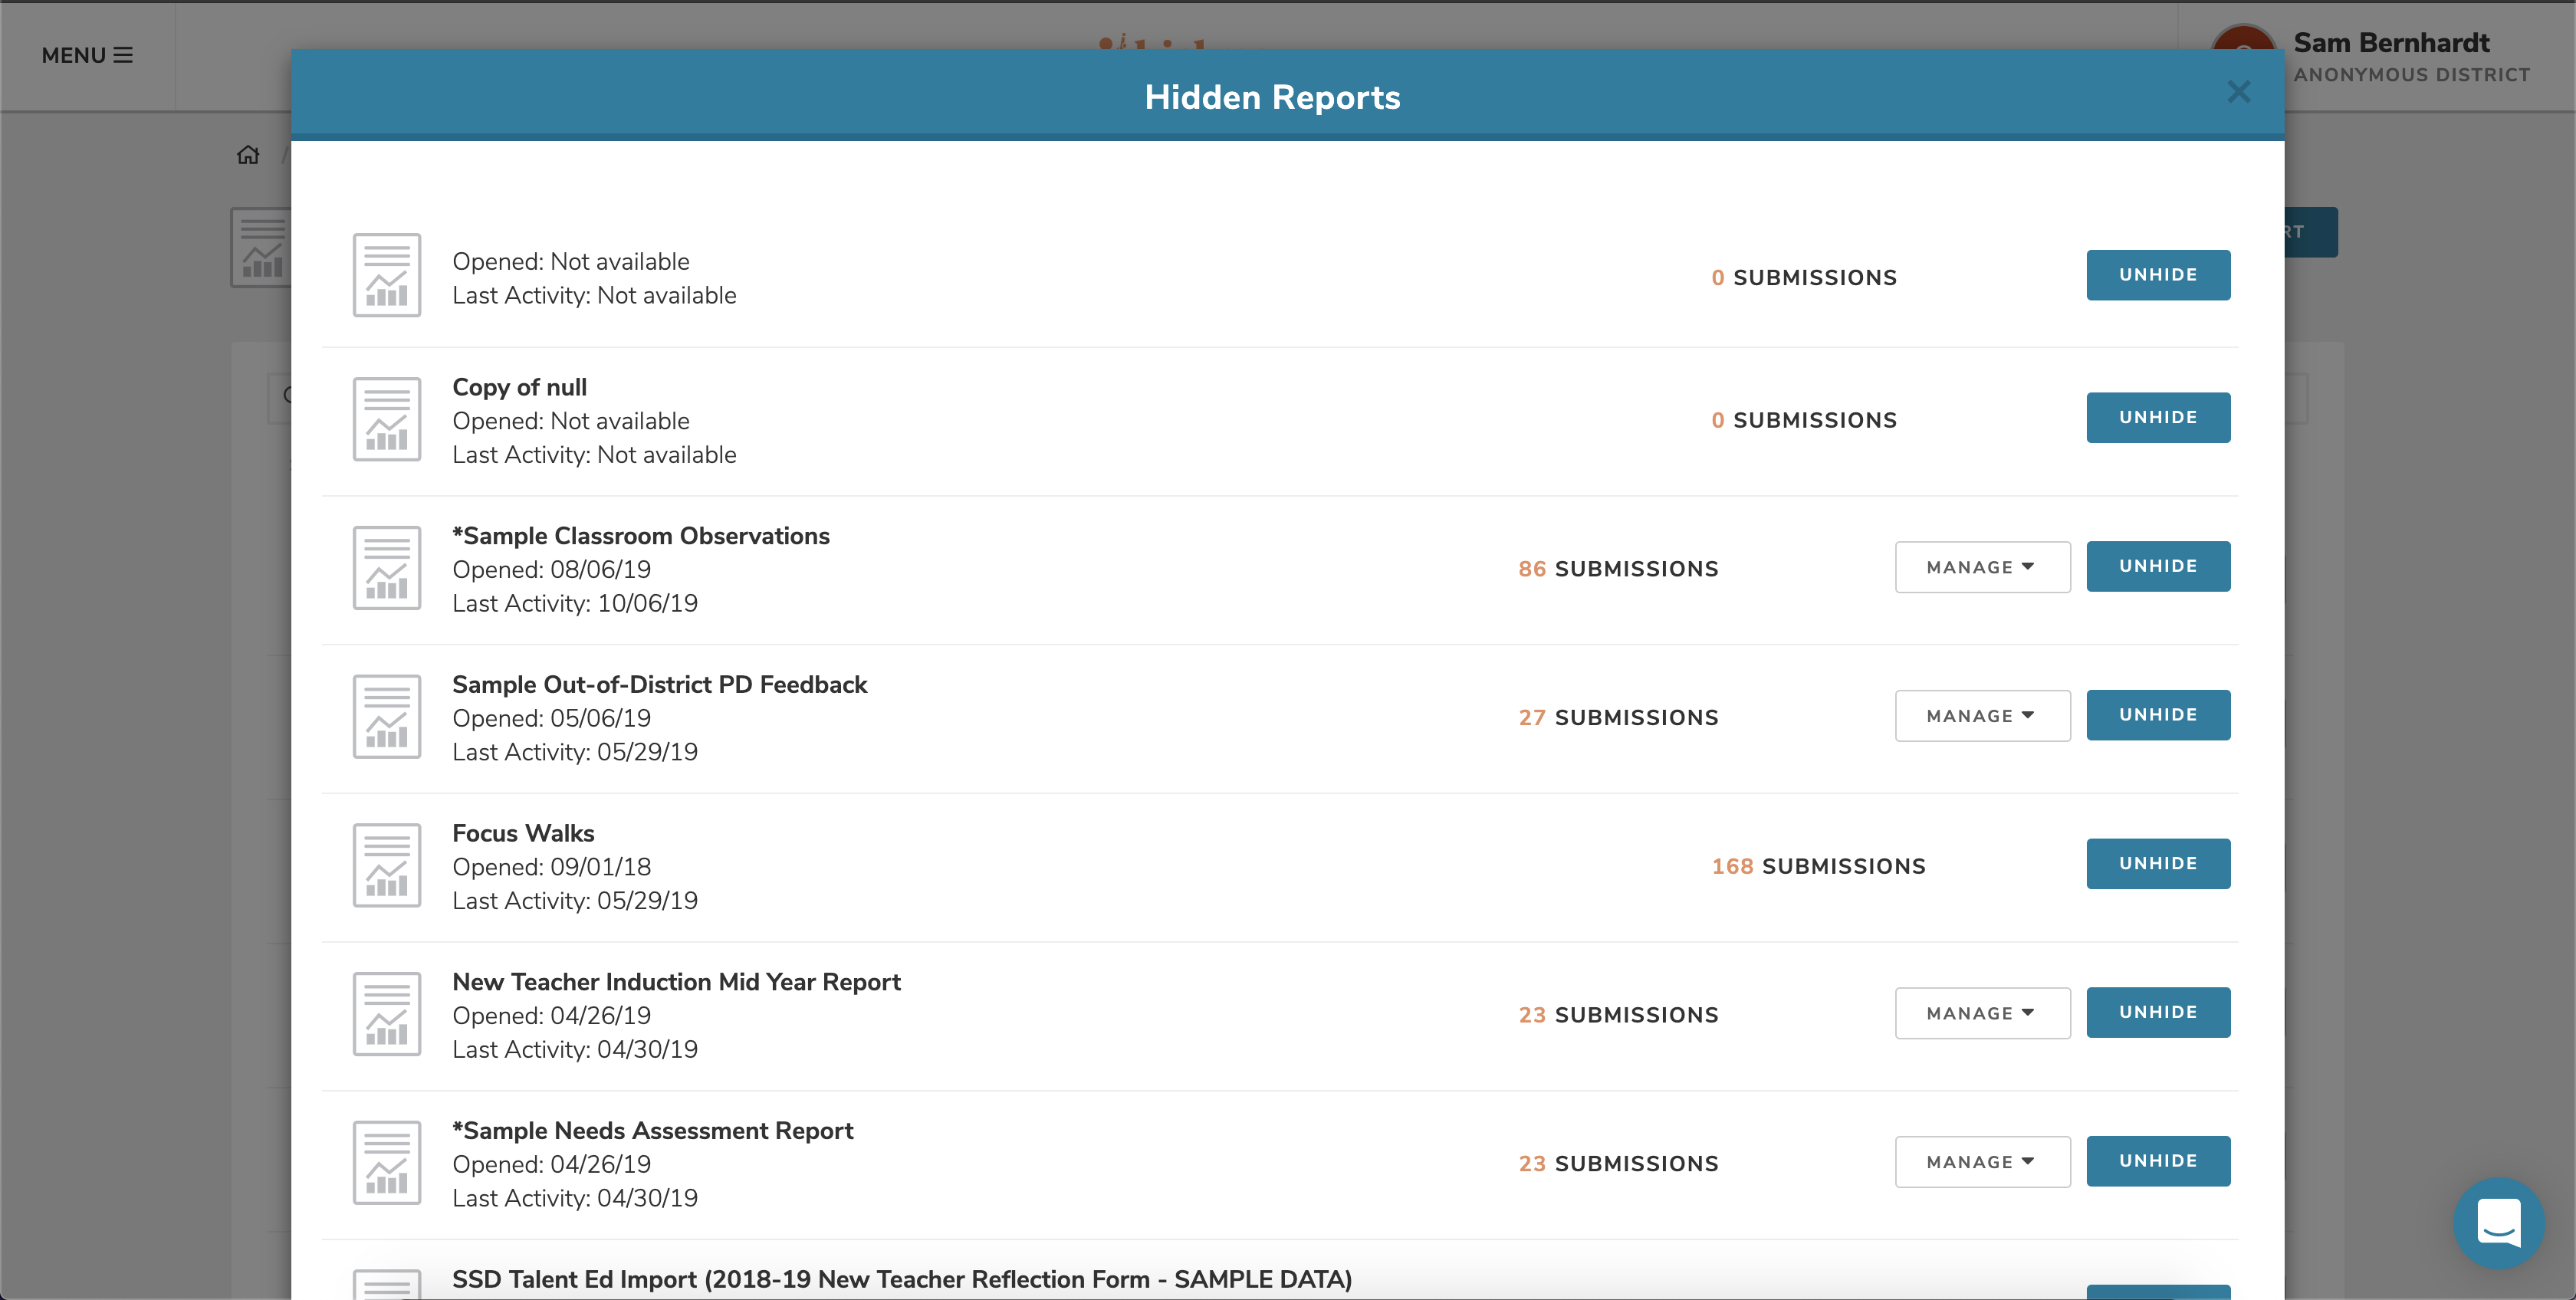 MENU
Sam Bernhardt
ANONYMOUS DISTRICT
Hidden Reports
RT
Opened: Not available
Last Activity: Not available
0 SUBMISSIONS
UNHIDE
Copy of null
Opened: Not available
Last Activity: Not available
0 SUBMISSIONS
UNHIDE
*Sample Classroom Observations
Opened: 08/06/19
Last Activity: 10/06/19
86 SUBMISSIONS
MANAGE
UNHIDE
Sample Out-of-District PD Feedback
Opened: 05/06/19
Last Activity: 05/29/19
27 SUBMISSIONS
MANAGE
UNHIDE
Focus Walks
Opened: 09/01/18
Last Activity: 05/29/19
168 SUBMISSIONS
UNHIDE
New Teacher Induction Mid Year Report
Opened: 04/26/19
Last Activity: 04/30/19
23 SUBMISSIONS
MANAGE
UNHIDE
*Sample Needs Assessment Report
Opened: 04/26/19
Last Activity: 04/30/19
23 SUBMISSIONS
MANAGE
UNHIDE
SSD Talent Ed Import (2018-19 New Teacher Reflection Form - SAMPLE DATA)